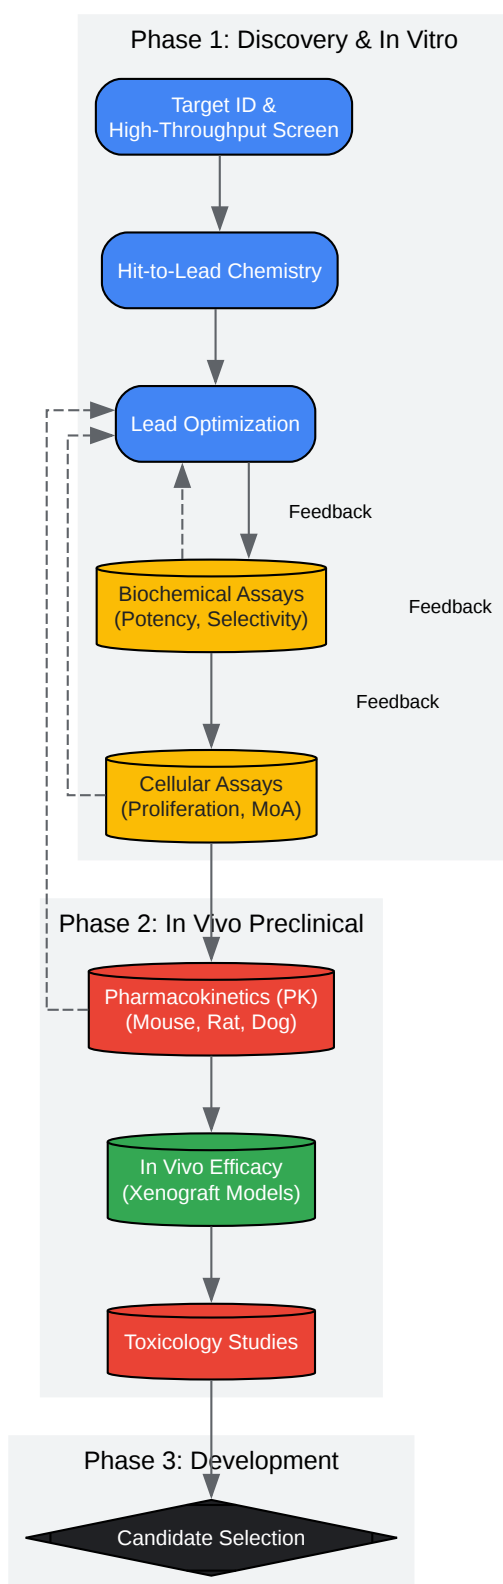 Phase 1: Discovery & In Vitro
Target ID &
High-Throughput Screen
Hit-to-Lead Chemistry
Lead Optimization
Feedback
Biochemical Assays
(Potency, Selectivity)
Feedback
Feedback
Cellular Assays
(Proliferation, MoA)
Phase 2: In Vivo Preclinical
Pharmacokinetics (PK)
(Mouse, Rat, Dog)
In Vivo Efficacy
(Xenograft Models)
Toxicology Studies
Phase 3: Development
Candidate Selection